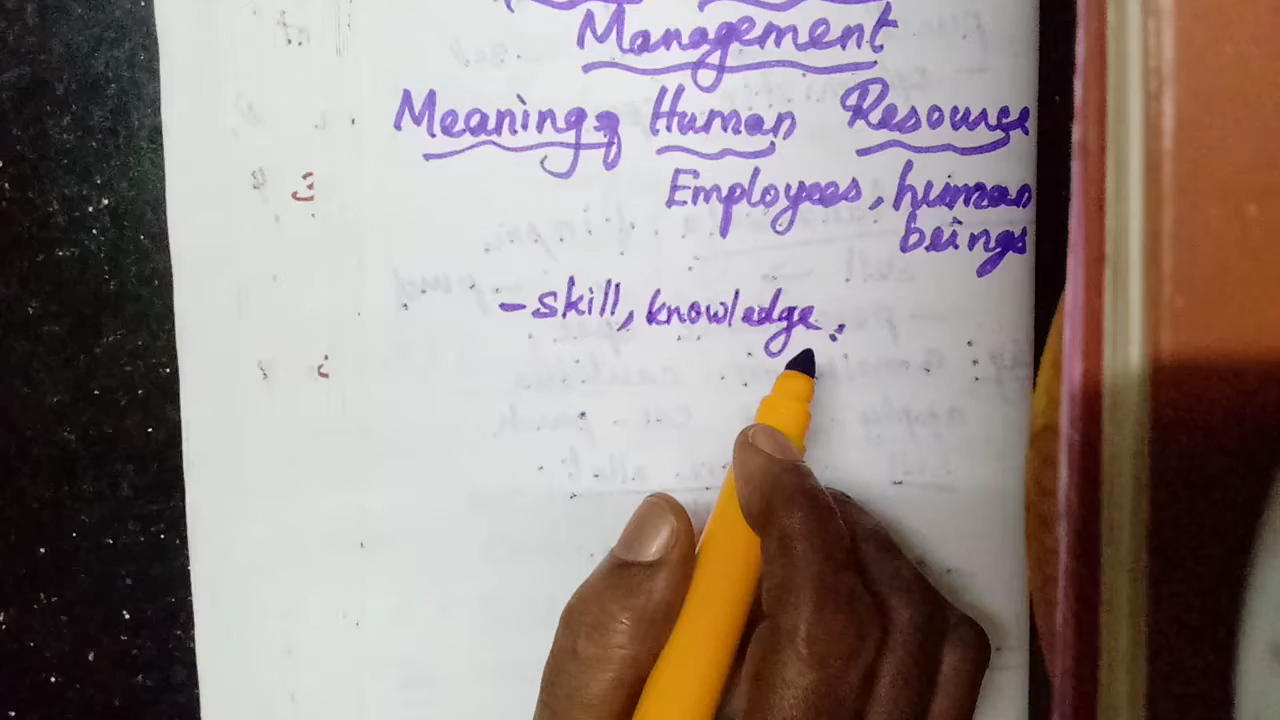 Management
Meaning of Human Resource
Employees, human
beings
- skill, knowledge.